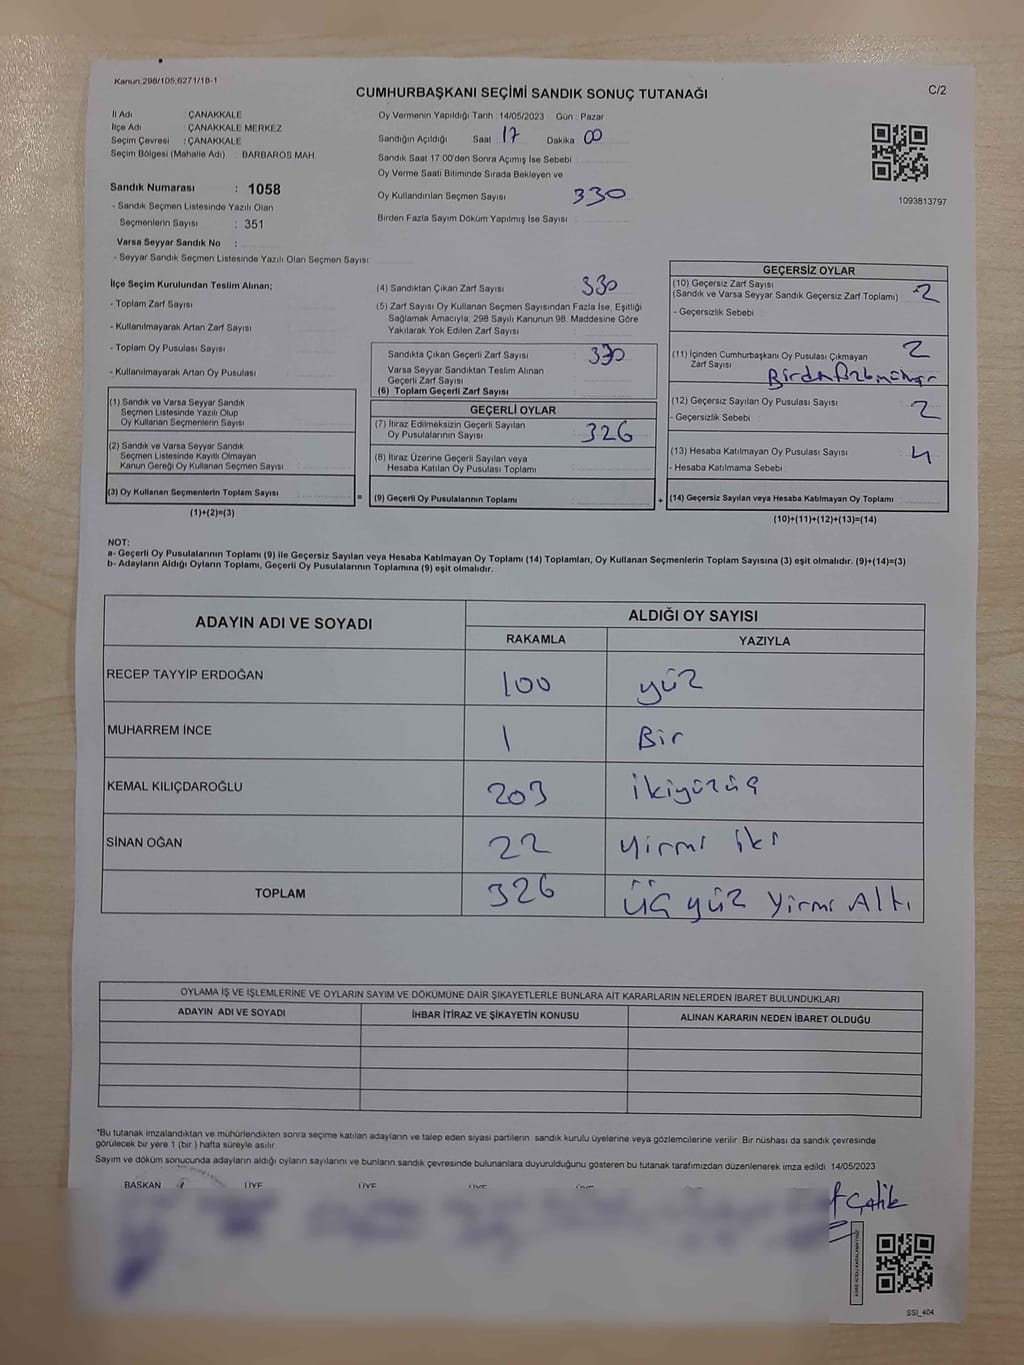 Kanun;298/105,6271/18-1
CUMHURBAŞKANI SEÇİMİ SANDIK SONUÇ TUTANAĞI
C/2
İl Adı : ÇANAKKALE
İlçe Adı : ÇANAKKALE MERKEZ
Seçim Çevresi : ÇANAKKALE
Seçim Bölgesi (Mahalle Adı) : BARBAROS MAH
Oy Vermenin Yapıldığı Tarih : 14/05/2023 Gün : Pazar
Sandığın Açıldığı Saat 17 Dakika 00
Sandık Saat 17:00'den Sonra Açımış İse Sebebi
Oy Verme Saati Bitiminde Sırada Bekleyen ve
Oy Kullandırılan Seçmen Sayısı 330
Birden Fazla Sayım Döküm Yapılmış İse Sayısı
1093813797
Sandık Numarası : 1058
- Sandık Seçmen Listesinde Yazılı Olan
Seçmenlerin Sayısı : 351
Varsa Seyyar Sandık No :
- Seyyar Sandık Seçmen Listesinde Yazılı Olan Seçmen Sayısı:
İlçe Seçim Kurulundan Teslim Alınan;
- Toplam Zarf Sayısı
- Kullanılmayarak Artan Zarf Sayısı
- Toplam Oy Pusulası Sayısı
- Kullanılmayarak Artan Oy Pusulası
(1) Sandık ve Varsa Seyyar Sandık
Seçmen Listesinde Yazılı Olup
Oy Kullanan Seçmenlerin Sayısı
(2) Sandık ve Varsa Seyyar Sandık
Seçmen Listesinde Kayıtlı Olmayan
Kanun Gereği Oy Kullanan Seçmen Sayısı :
(3) Oy Kullanan Seçmenlerin Toplam Sayısı :
(1)+(2)=(3)
=
(4) Sandıktan Çıkan Zarf Sayısı : 330
(5) Zarf Sayısı Oy Kullanan Seçmen Sayısından Fazla İse, Eşitliği
Sağlamak Amacıyla; 298 Sayılı Kanunun 98. Maddesine Göre
Yakılarak Yok Edilen Zarf Sayısı :
Sandıkta Çıkan Geçerli Zarf Sayısı : 330
Varsa Seyyar Sandıktan Teslim Alınan
Geçerli Zarf Sayısı :
(6) Toplam Geçerli Zarf Sayısı :
GEÇERLİ OYLAR
(7) İtiraz Edilmeksizin Geçerli Sayılan
Oy Pusulalarının Sayısı : 326
(8) İtiraz Üzerine Geçerli Sayılan veya
Hesaba Katılan Oy Pusulası Toplamı :
(9) Geçerli Oy Pusulalarının Toplamı :
+
GEÇERSİZ OYLAR
(10) Geçersiz Zarf Sayısı
(Sandık ve Varsa Seyyar Sandık Geçersiz Zarf Toplamı) : 2
- Geçersizlik Sebebi :
(11) İçinden Cumhurbaşkanı Oy Pusulası Çıkmayan
Zarf Sayısı : 2
(12) Geçersiz Sayılan Oy Pusulası Sayısı : 2
- Geçersizlik Sebebi :
(13) Hesaba Katılmayan Oy Pusulası Sayısı : 4
- Hesaba Katılmama Sebebi :
(14) Geçersiz Sayılan veya Hesaba Katılmayan Oy Toplamı :
(10)+(11)+(12)+(13)=(14)
NOT:
a- Geçerli Oy Pusulalarının Toplamı (9) ile Geçersiz Sayılan veya Hesaba Katılmayan Oy Toplamı (14) Toplamları, Oy Kullanan Seçmenlerin Toplam Sayısına (3) eşit olmalıdır. (9)+(14)=(3)
b- Adayların Aldığı Oyların Toplamı, Geçerli Oy Pusulalarının Toplamına (9) eşit olmalıdır.
ADAYIN ADI VE SOYADI ALDIĞI OY SAYISI
RAKAMLA YAZIYLA
RECEP TAYYİP ERDOĞAN 100 yüz
MUHARREM İNCE 1 Bir
KEMAL KILIÇDAROĞLU 203 ikiyüzüç
SİNAN OĞAN 22 yirmi iki
TOPLAM 326 üç yüz Yirmi Altı
OYLAMA İŞ VE İŞLEMLERİNE VE OYLARIN SAYIM VE DÖKÜMÜNE DAİR ŞİKAYETLERLE BUNLARA AİT KARARLARIN NELERDEN İBARET BULUNDUKLARI
ADAYIN ADI VE SOYADI İHBAR İTİRAZ VE ŞİKAYETİN KONUSU ALINAN KARARIN NEDEN İBARET OLDUĞU
*Bu tutanak imzalandıktan ve mühürlendikten sonra seçime katılan adayların ve talep eden siyasi partilerin sandık kurulu üyelerine veya gözlemcilerine verilir. Bir nüshası da sandık çevresinde
görülecek bir yere 1 (bir ) hafta süreyle asılır.
Sayım ve döküm sonucunda adayların aldığı oyların sayılarını ve bunların sandık çevresinde bulunanlara duyurulduğunu gösteren bu tutanak tarafımızdan düzenlenerek imza edildi. 14/05/2023
BAŞKAN ÜYE ÜYE ÜYE ÜYE
Çelik
SSİ_404